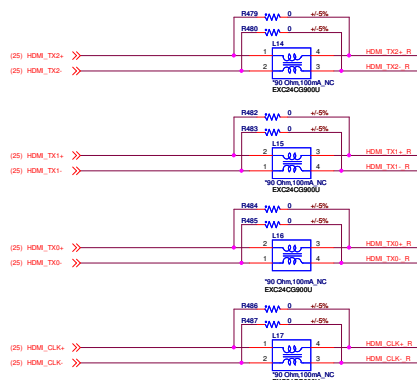 R479 0 +/-5%
R480 0 +/-5%
L14
(25) HDMI_TX2+ 1 4 HDMI_TX2+_R
(25) HDMI_TX2- 2 3 HDMI_TX2-_R
*90 Ohm,100mA_NC
EXC24CG900U
R482 0 +/-5%
R483 0 +/-5%
L15
(25) HDMI_TX1+ 2 3 HDMI_TX1+_R
(25) HDMI_TX1- 1 4 HDMI_TX1-_R
*90 Ohm,100mA_NC
EXC24CG900U
R484 0 +/-5%
R485 0 +/-5%
L16
(25) HDMI_TX0+ 2 3 HDMI_TX0+_R
(25) HDMI_TX0- 1 4 HDMI_TX0-_R
*90 Ohm,100mA_NC
EXC24CG900U
R486 0 +/-5%
R487 0 +/-5%
L17
(25) HDMI_CLK+ 1 4 HDMI_CLK+_R
(25) HDMI_CLK- 2 3 HDMI_CLK-_R
*90 Ohm,100mA_NC